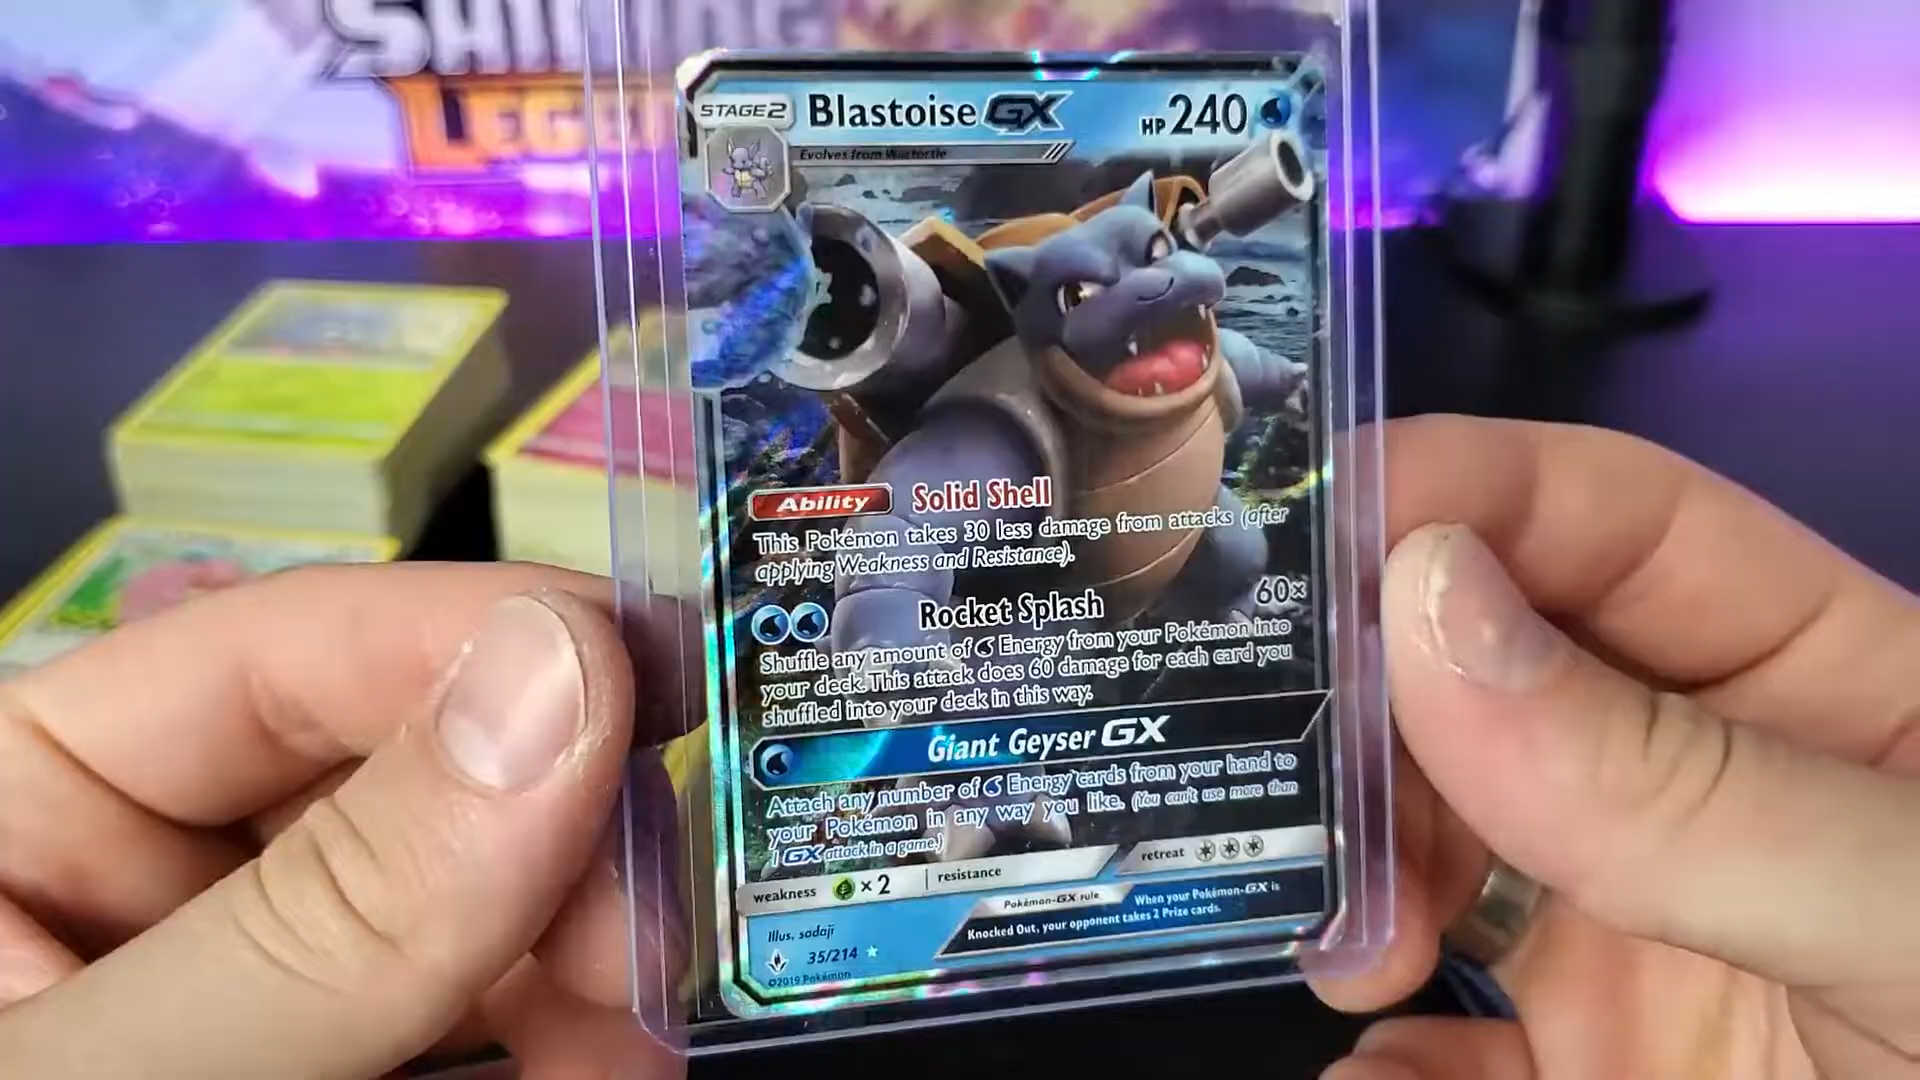 SHINING
LEGE
STAGE 2 Blastoise GX HP 240
Evolves from Wartortle
Ability Solid Shell
This Pokémon takes 30 less damage from attacks (after
applying Weakness and Resistance).
Rocket Splash 60×
Shuffle any amount of Energy from your Pokémon into
your deck. This attack does 60 damage for each card you
shuffled into your deck in this way.
Giant Geyser GX
Attach any number of Energy cards from your hand to
your Pokémon in any way you like. (You can't use more than
1 GX attack in a game.)
weakness ×2 resistance retreat
Pokémon-GX rule When your Pokémon-GX is
Knocked Out, your opponent takes 2 Prize cards.
Illus. sadaji
35/214
©2019 Pokémon